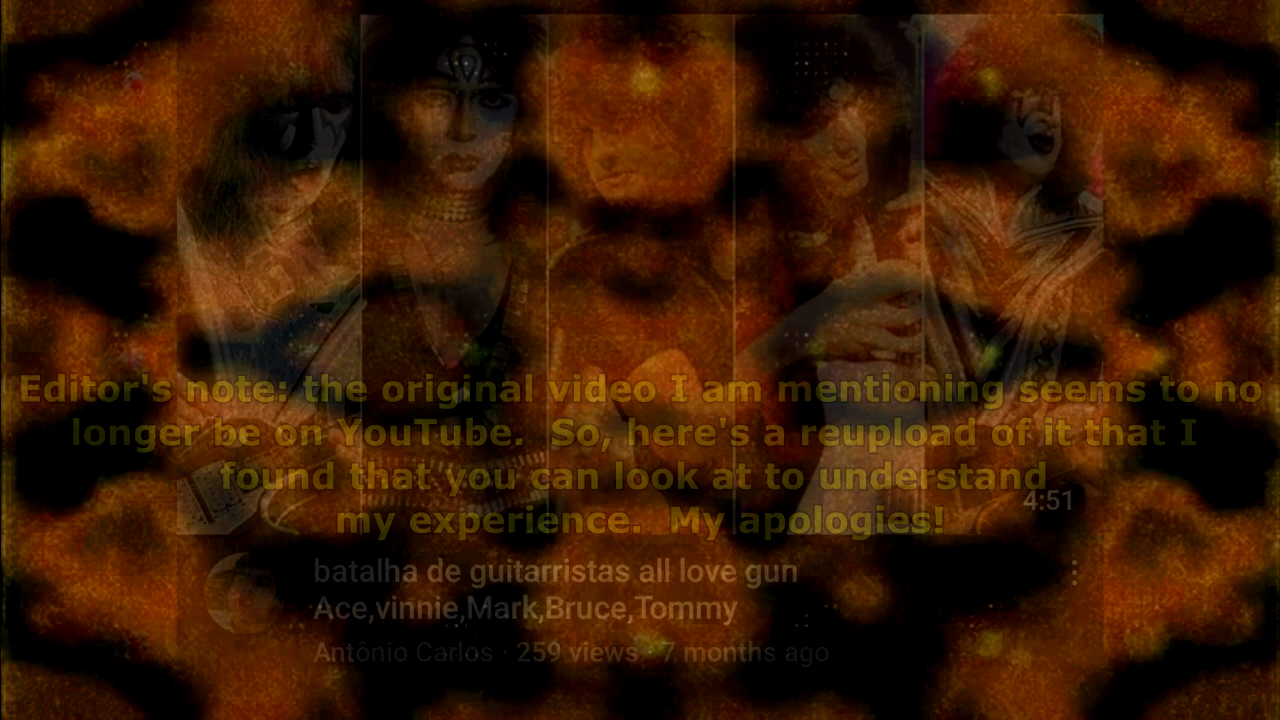 Editor's note: the original video I am mentioning seems to no
longer be on YouTube.  So, here's a reupload of it that I
found that you can look at to understand
4:51
my experience.  My apologies!
batalha de guitarristas all love gun
Ace,vinnie,Mark,Bruce,Tommy
Antônio Carlos · 259 views · 7 months ago